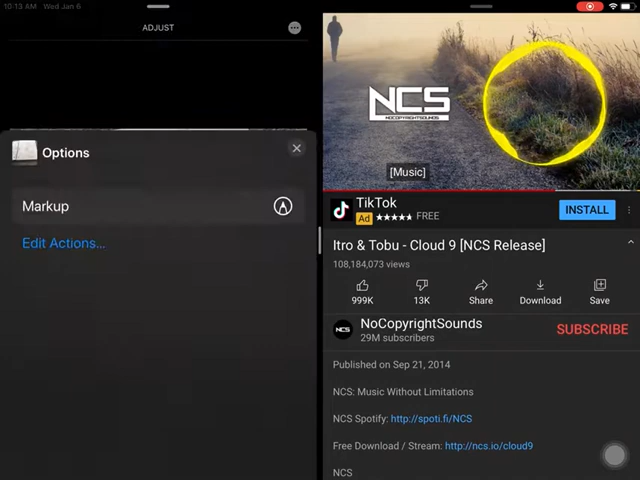 10:13 AM Wed Jan 6
ADJUST
Options
Markup
Edit Actions...
NCS
NOCOPYRIGHTSOUNDS
[Music]
TikTok
Ad FREE
INSTALL
Itro & Tobu - Cloud 9 [NCS Release]
108,184,073 views
999K
13K
Share
Download
Save
NCS
NoCopyrightSounds
29M subscribers
SUBSCRIBE
Published on Sep 21, 2014
NCS: Music Without Limitations
NCS Spotify: http://spoti.fi/NCS
Free Download / Stream: http://ncs.io/cloud9
NCS